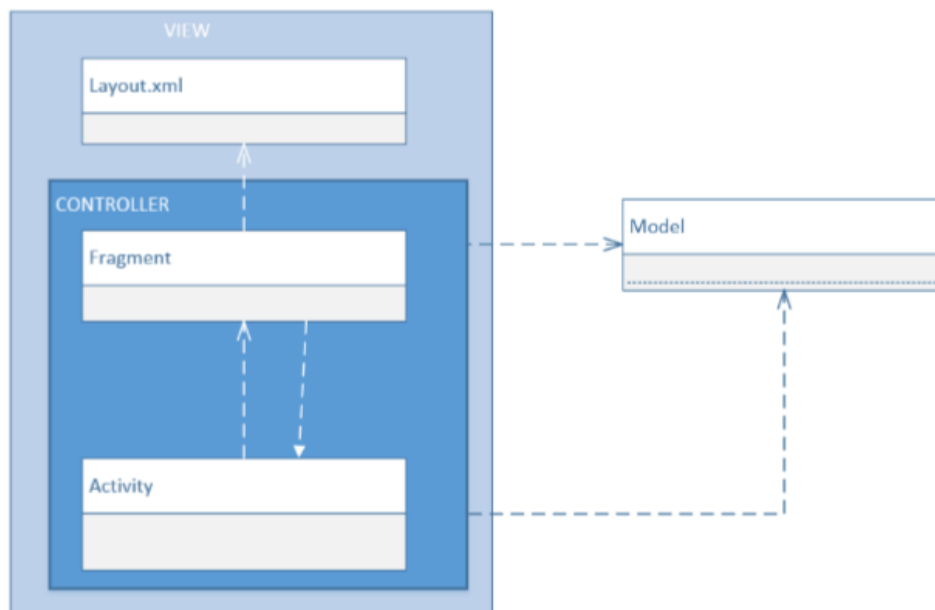 VIEW
Layout.xml
CONTROLLER
Fragment
Model
Activity